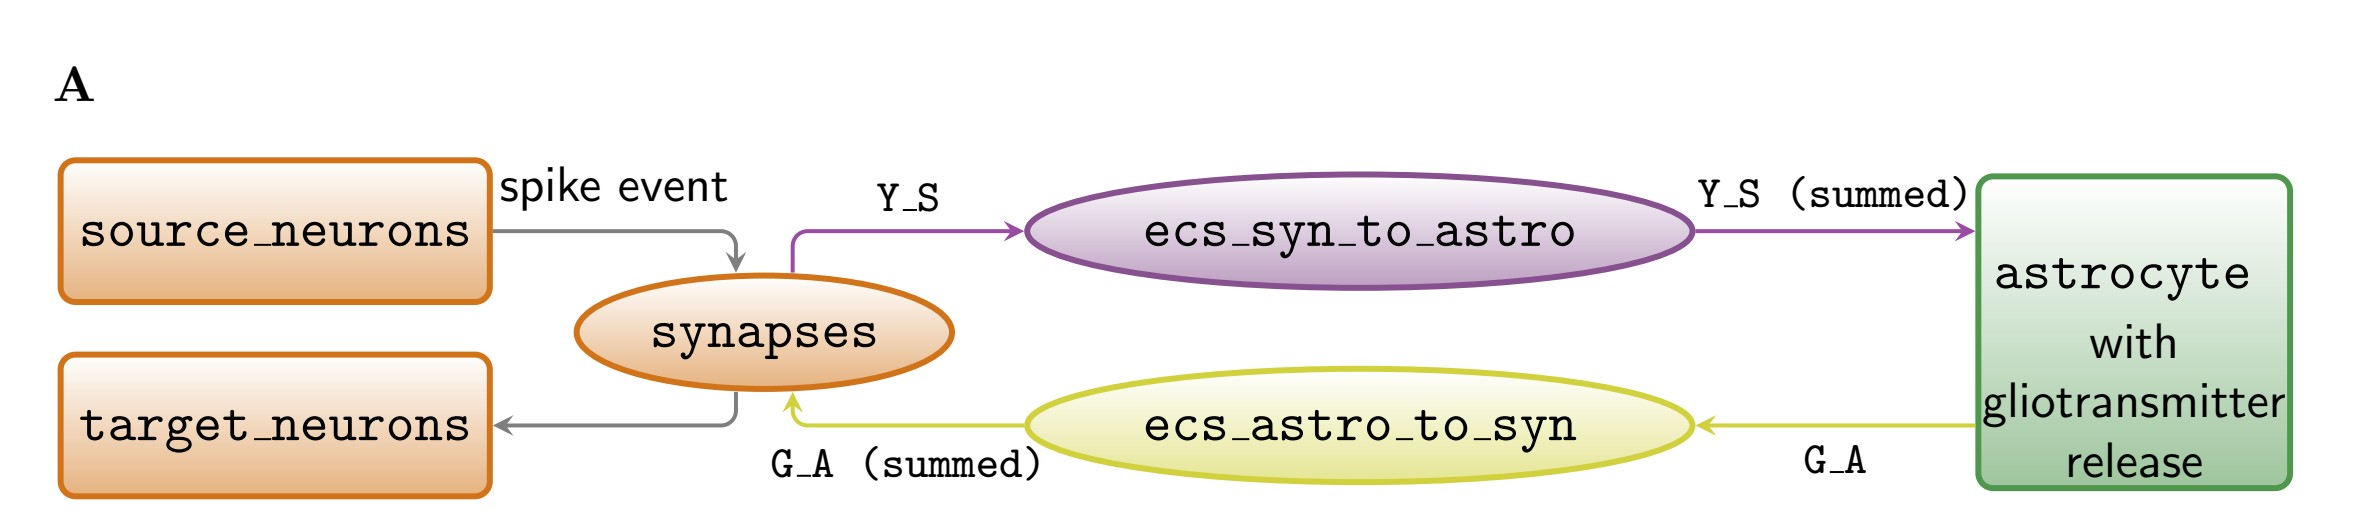 A
source_neurons
spike event
synapses
target_neurons
Y_S
ecs_syn_to_astro
Y_S (summed)
astrocyte
with
gliotransmitter
release
G_A
ecs_astro_to_syn
G_A (summed)